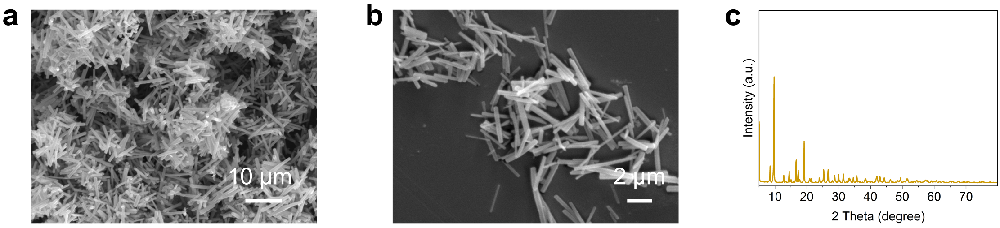 a
10 μm
b
2 μm
c
Intensity (a.u.)
10 20 30 40 50 60 70
2 Theta (degree)